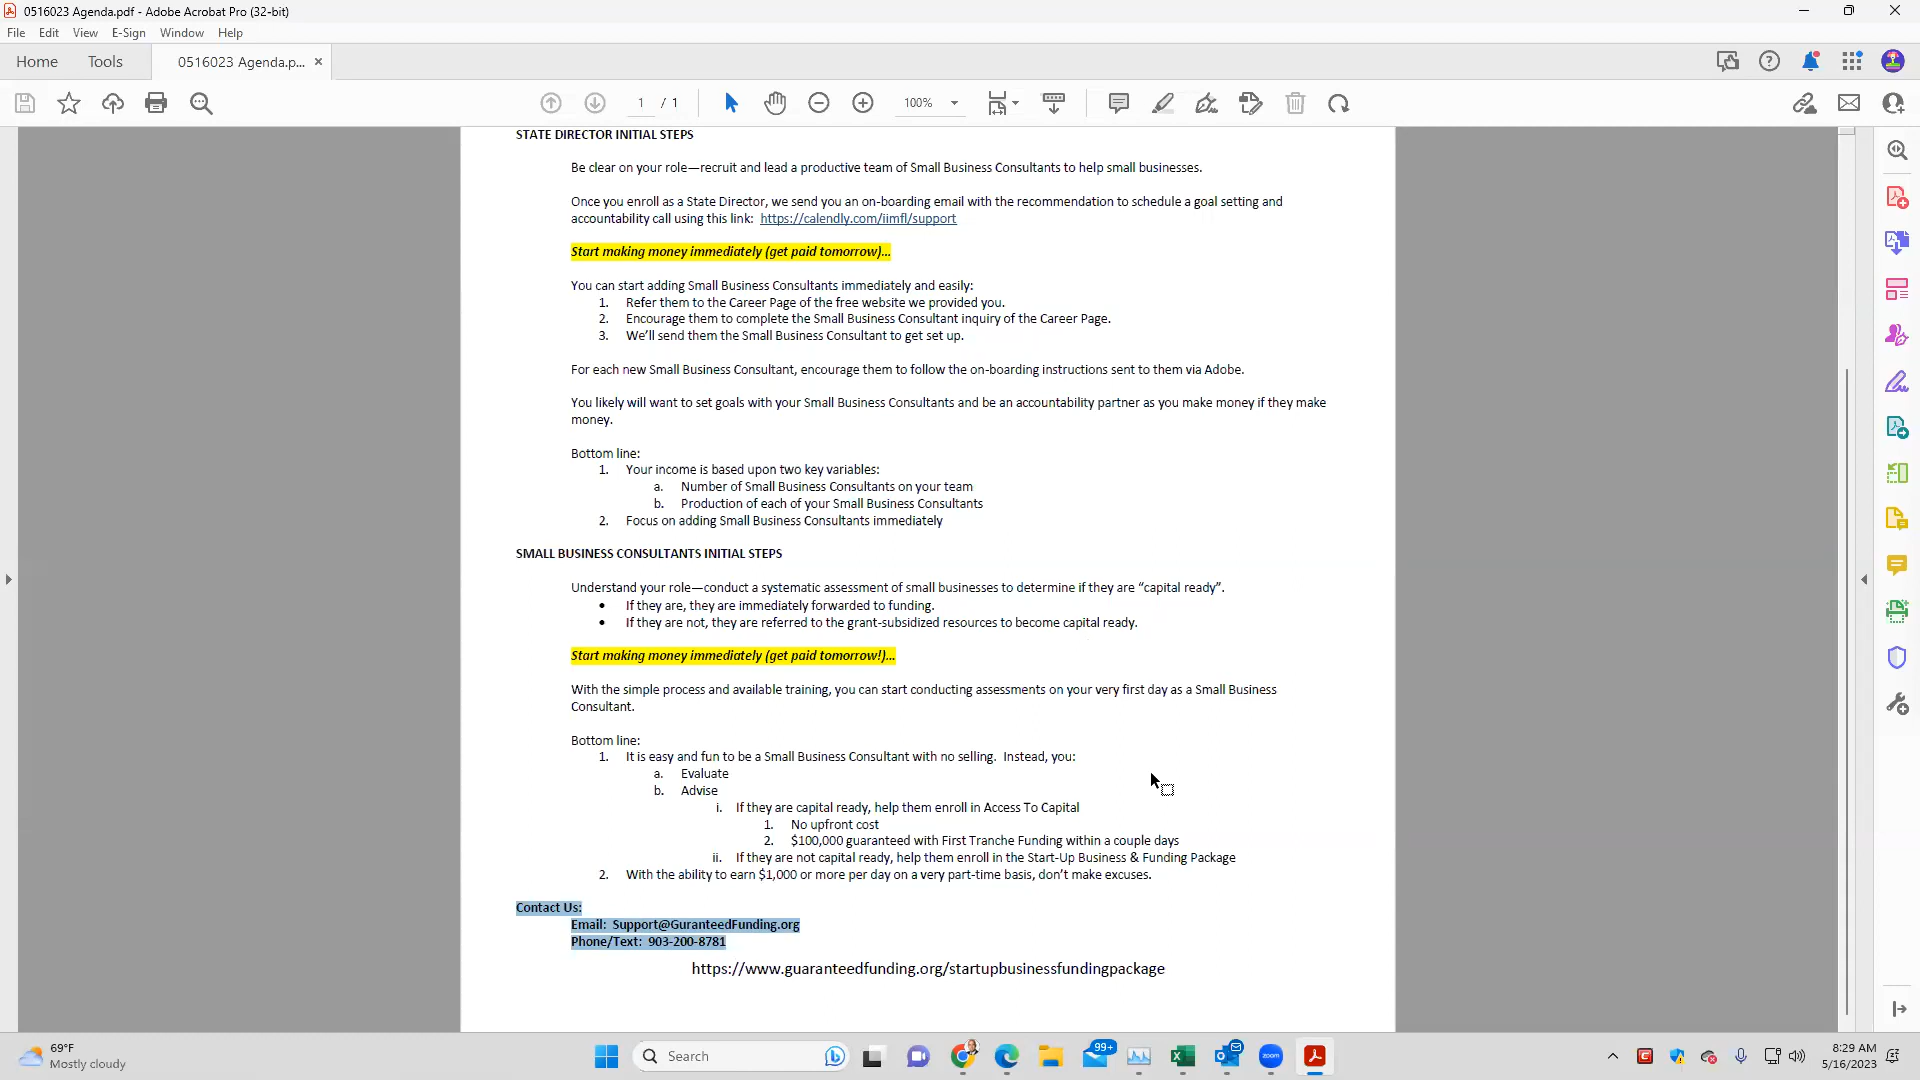 0516023 Agenda.pdf - Adobe Acrobat Pro (32-bit)
File Edit View E-Sign Window Help
Home Tools 0516023 Agenda.p... ×
1 / 1 100%
STATE DIRECTOR INITIAL STEPS
Be clear on your role—recruit and lead a productive team of Small Business Consultants to help small businesses.
Once you enroll as a State Director, we send you an on-boarding email with the recommendation to schedule a goal setting and
accountability call using this link: https://calendly.com/iimfl/support
Start making money immediately (get paid tomorrow)...
You can start adding Small Business Consultants immediately and easily:
1. Refer them to the Career Page of the free website we provided you.
2. Encourage them to complete the Small Business Consultant inquiry of the Career Page.
3. We'll send them the Small Business Consultant to get set up.
For each new Small Business Consultant, encourage them to follow the on-boarding instructions sent to them via Adobe.
You likely will want to set goals with your Small Business Consultants and be an accountability partner as you make money if they make
money.
Bottom line:
1. Your income is based upon two key variables:
a. Number of Small Business Consultants on your team
b. Production of each of your Small Business Consultants
2. Focus on adding Small Business Consultants immediately
SMALL BUSINESS CONSULTANTS INITIAL STEPS
Understand your role—conduct a systematic assessment of small businesses to determine if they are “capital ready”.
• If they are, they are immediately forwarded to funding.
• If they are not, they are referred to the grant-subsidized resources to become capital ready.
Start making money immediately (get paid tomorrow!)...
With the simple process and available training, you can start conducting assessments on your very first day as a Small Business
Consultant.
Bottom line:
1. It is easy and fun to be a Small Business Consultant with no selling. Instead, you:
a. Evaluate
b. Advise
i. If they are capital ready, help them enroll in Access To Capital
1. No upfront cost
2. $100,000 guaranteed with First Tranche Funding within a couple days
ii. If they are not capital ready, help them enroll in the Start-Up Business & Funding Package
2. With the ability to earn $1,000 or more per day on a very part-time basis, don't make excuses.
Contact Us:
Email: Support@GuranteedFunding.org
Phone/Text: 903-200-8781
https://www.guaranteedfunding.org/startupbusinessfundingpackage
69°F
Mostly cloudy
Search
99+
zoom
8:29 AM
5/16/2023